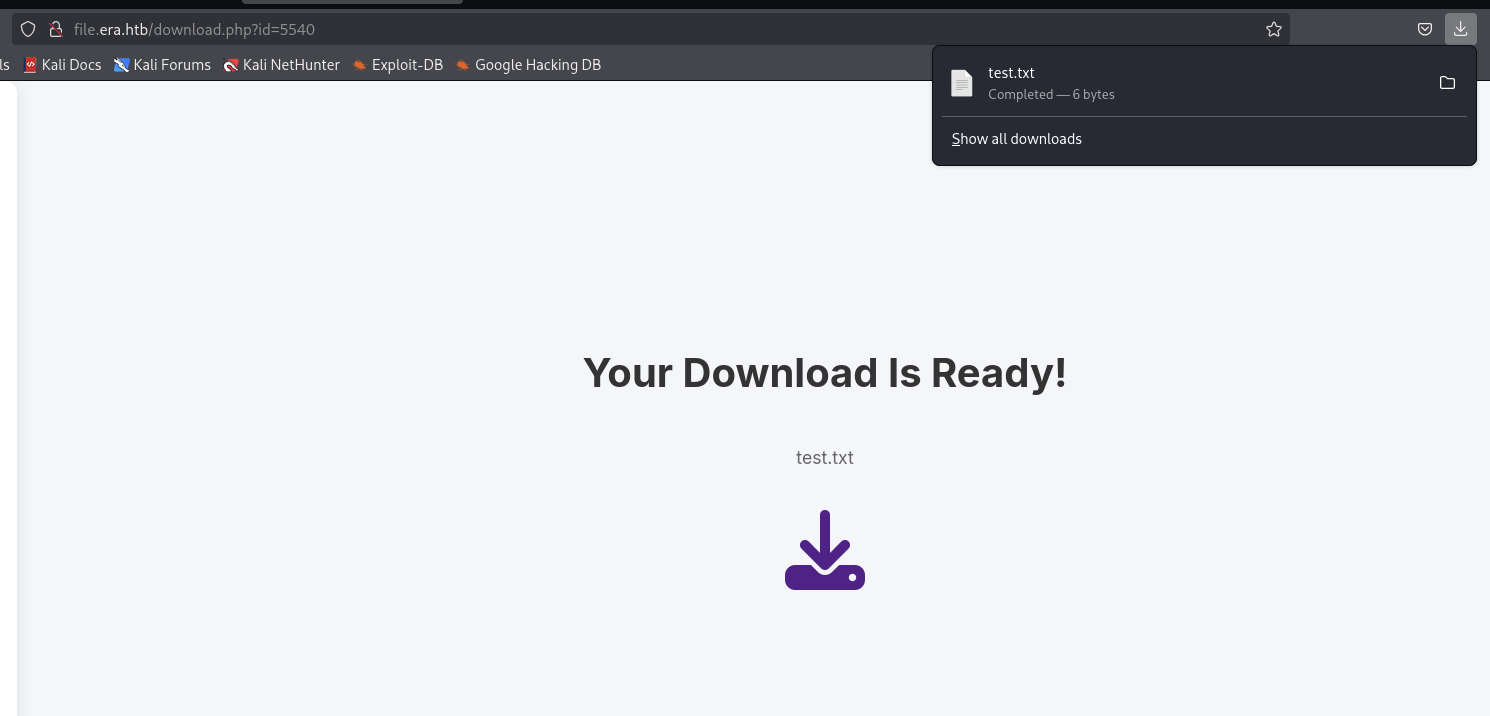 file.era.htb/download.php?id=5540
ls Kali Docs Kali Forums Kali NetHunter Exploit-DB Google Hacking DB
test.txt
Completed — 6 bytes
Show all downloads
Your Download Is Ready!
test.txt